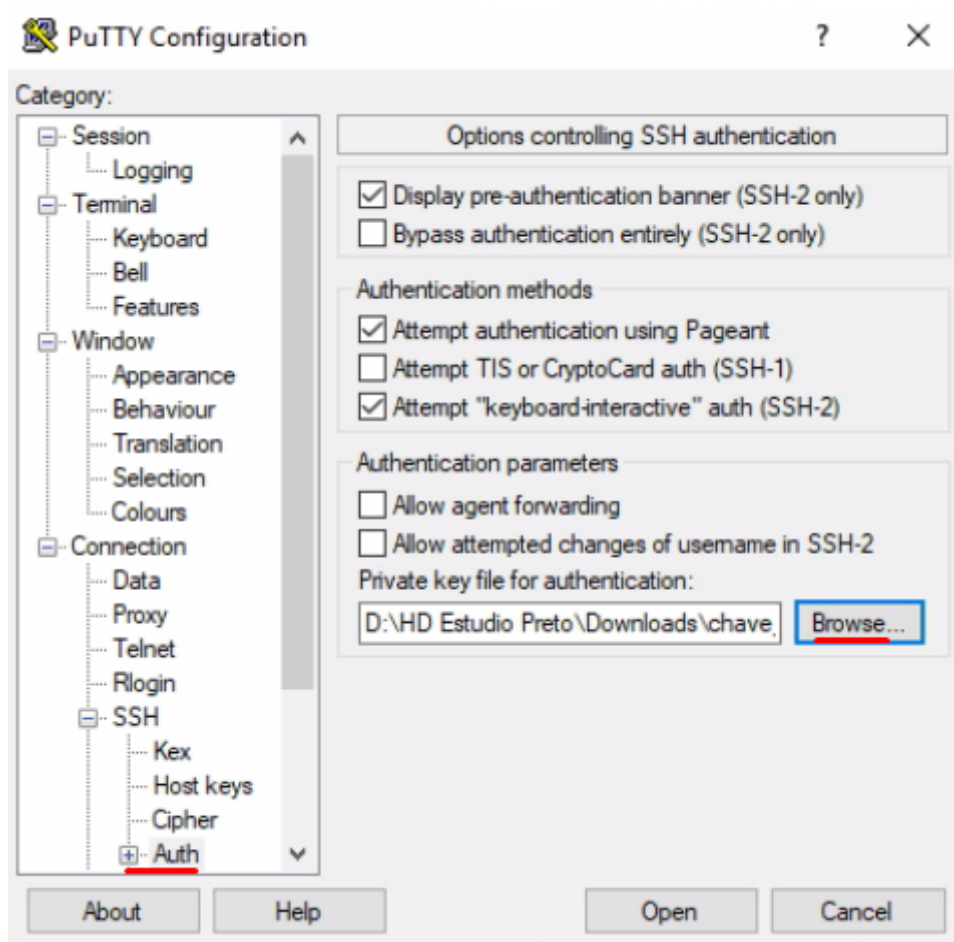 PuTTY Configuration
?
Category:
Session
Logging
Terminal
Keyboard
Bell
Features
Window
Appearance
Behaviour
Translation
Selection
Colours
Connection
Data
Proxy
Telnet
Rlogin
SSH
Kex
Host keys
Cipher
Auth
Options controlling SSH authentication
Display pre-authentication banner (SSH-2 only)
Bypass authentication entirely (SSH-2 only)
Authentication methods
Attempt authentication using Pageant
Attempt TIS or CryptoCard auth (SSH-1)
Attempt "keyboard-interactive" auth (SSH-2)
Authentication parameters
Allow agent forwarding
Allow attempted changes of username in SSH-2
Private key file for authentication:
D:\HD Estudio Preto\Downloads\chave_
Browse...
About
Help
Open
Cancel